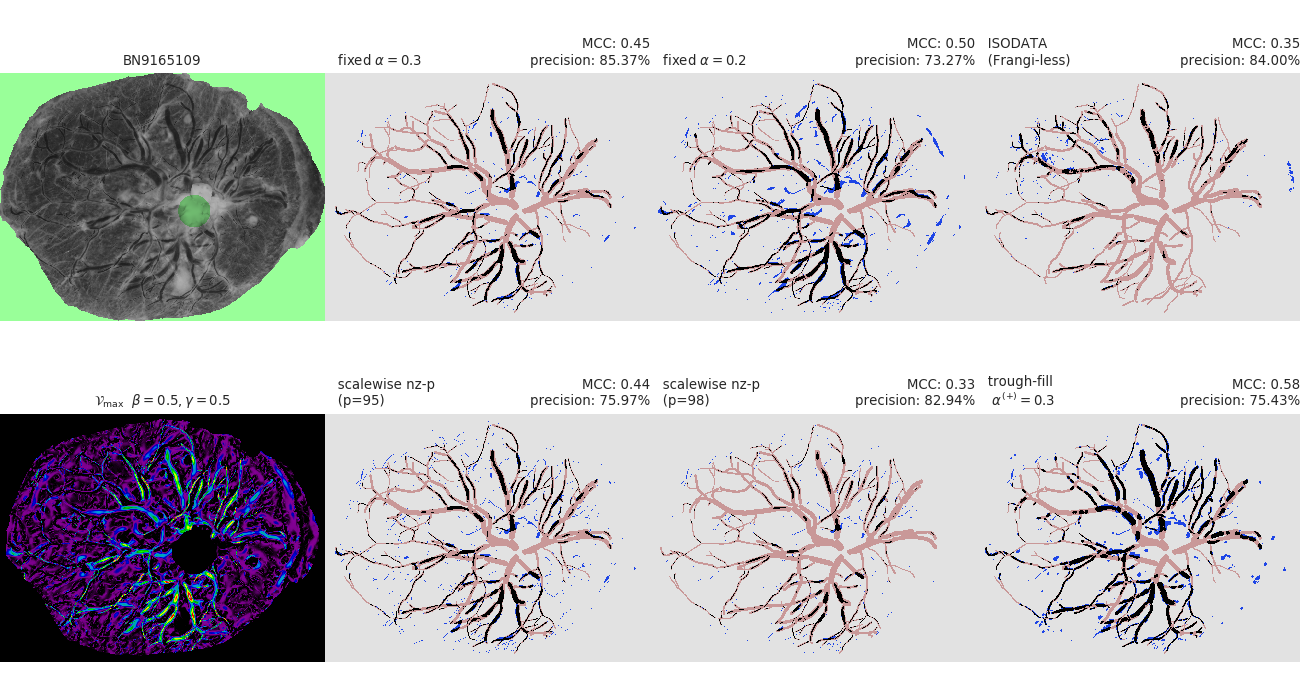 BN9165109
fixed α = 0.3
MCC: 0.45
precision: 85.37%
fixed α = 0.2
MCC: 0.50
precision: 73.27%
ISODATA
(Frangi-less)
MCC: 0.35
precision: 84.00%
𝒱max β = 0.5, γ = 0.5
scalewise nz-p
(p=95)
MCC: 0.44
precision: 75.97%
scalewise nz-p
(p=98)
MCC: 0.33
precision: 82.94%
trough-fill
α(+) = 0.3
MCC: 0.58
precision: 75.43%